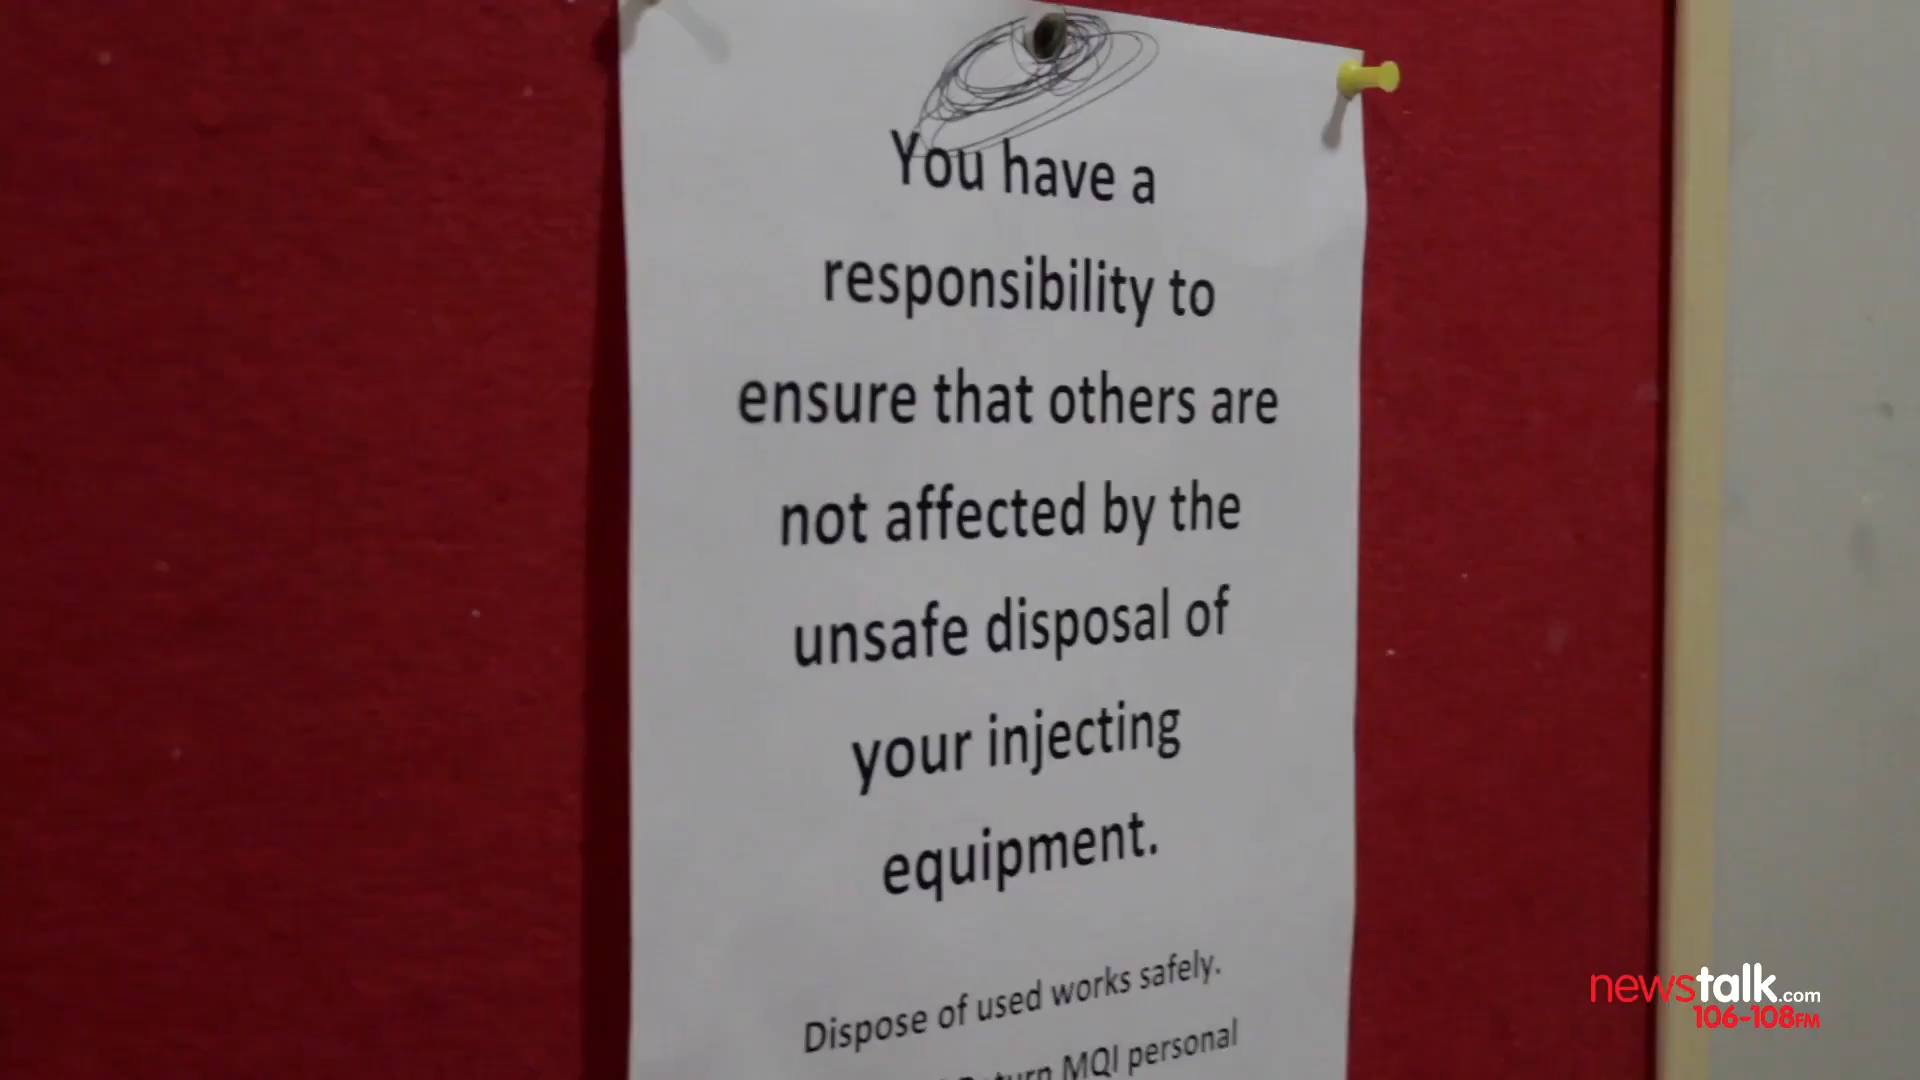 You have a
responsibility to
ensure that others are
not affected by the
unsafe disposal of
your injecting
equipment.
Dispose of used works safely.
MQI personal
newstalk.com
106-108FM